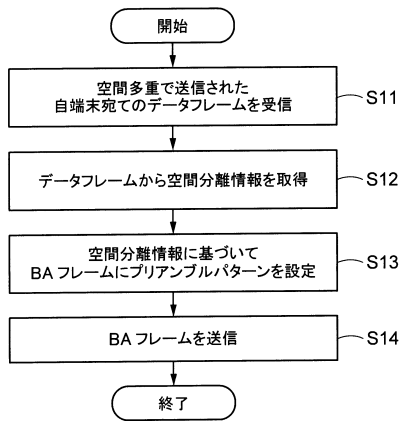 開始
空間多重で送信された
自端末宛てのデータフレームを受信
S11
データフレームから空間分離情報を取得
S12
空間分離情報に基づいて
BAフレームにプリアンブルパターンを設定
S13
BAフレームを送信
S14
終了